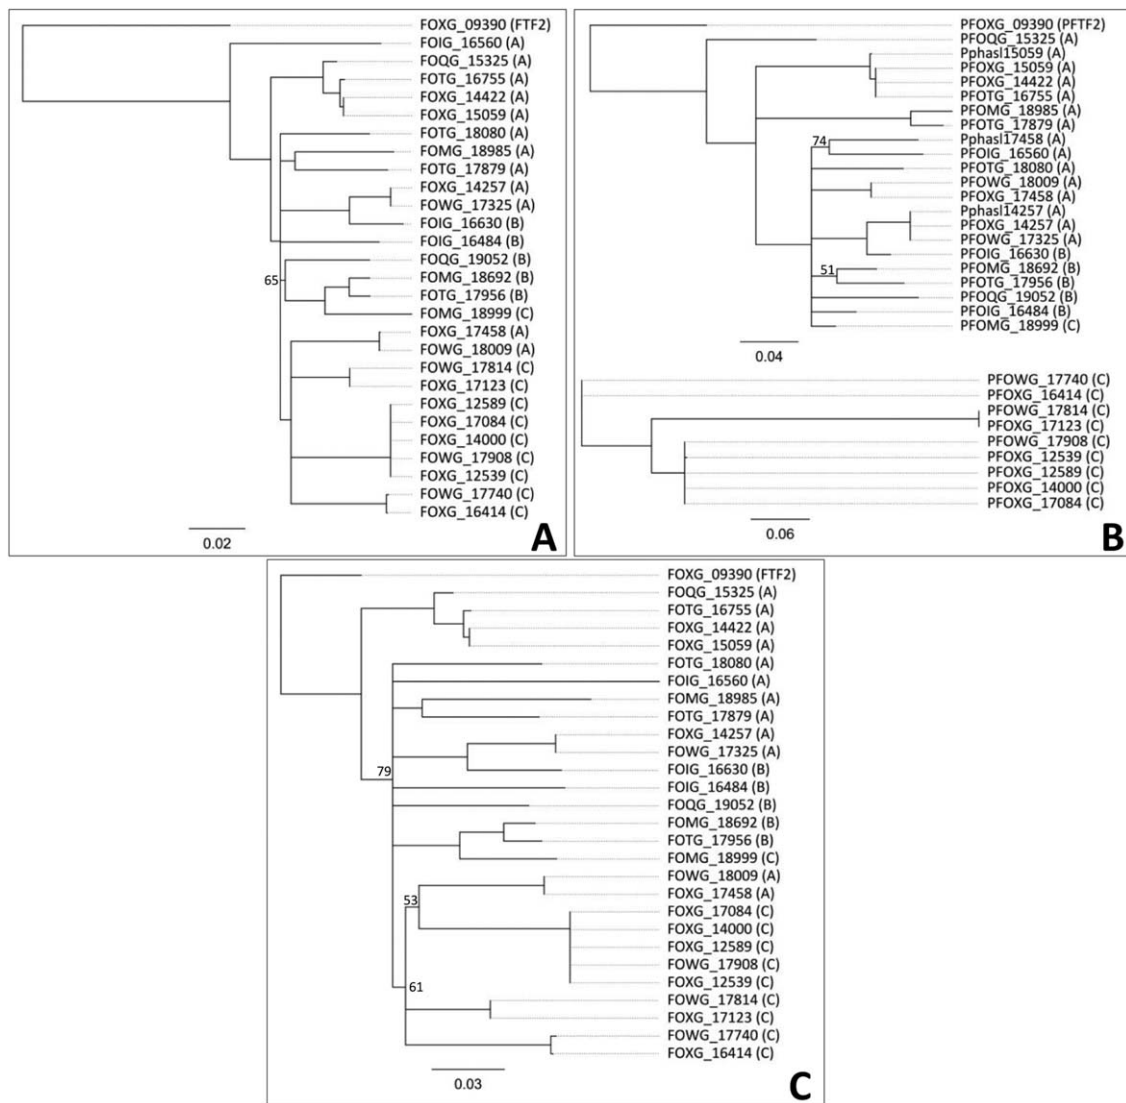 FOXG_09390 (FTF2)
FOIG_16560 (A)
FOQG_15325 (A)
FOTG_16755 (A)
FOXG_14422 (A)
FOXG_15059 (A)
FOTG_18080 (A)
FOMG_18985 (A)
FOTG_17879 (A)
FOXG_14257 (A)
FOWG_17325 (A)
FOIG_16630 (B)
FOIG_16484 (B)
FOQG_19052 (B)
65
FOMG_18692 (B)
FOTG_17956 (B)
FOMG_18999 (C)
FOXG_17458 (A)
FOWG_18009 (A)
FOWG_17814 (C)
FOXG_17123 (C)
FOXG_12589 (C)
FOXG_17084 (C)
FOXG_14000 (C)
FOWG_17908 (C)
FOXG_12539 (C)
FOWG_17740 (C)
FOXG_16414 (C)
0.02
A
PFOXG_09390 (PFTF2)
PFOQG_15325 (A)
Pphasl15059 (A)
PFOXG_15059 (A)
PFOXG_14422 (A)
PFOTG_16755 (A)
PFOMG_18985 (A)
PFOTG_17879 (A)
74
Pphasl17458 (A)
PFOIG_16560 (A)
PFOTG_18080 (A)
PFOWG_18009 (A)
PFOXG_17458 (A)
Pphasl14257 (A)
PFOXG_14257 (A)
PFOWG_17325 (A)
PFOIG_16630 (B)
51
PFOMG_18692 (B)
PFOTG_17956 (B)
PFOQG_19052 (B)
PFOIG_16484 (B)
PFOMG_18999 (C)
0.04
PFOWG_17740 (C)
PFOXG_16414 (C)
PFOWG_17814 (C)
PFOXG_17123 (C)
PFOWG_17908 (C)
PFOXG_12539 (C)
PFOXG_12589 (C)
PFOXG_14000 (C)
PFOXG_17084 (C)
0.06
B
FOXG_09390 (FTF2)
FOQG_15325 (A)
FOTG_16755 (A)
FOXG_14422 (A)
FOXG_15059 (A)
FOTG_18080 (A)
FOIG_16560 (A)
FOMG_18985 (A)
FOTG_17879 (A)
FOXG_14257 (A)
FOWG_17325 (A)
79
FOIG_16630 (B)
FOIG_16484 (B)
FOQG_19052 (B)
FOMG_18692 (B)
FOTG_17956 (B)
FOMG_18999 (C)
FOWG_18009 (A)
FOXG_17458 (A)
53
FOXG_17084 (C)
FOXG_14000 (C)
FOXG_12589 (C)
FOWG_17908 (C)
FOXG_12539 (C)
61
FOWG_17814 (C)
FOXG_17123 (C)
FOWG_17740 (C)
FOXG_16414 (C)
0.03
C